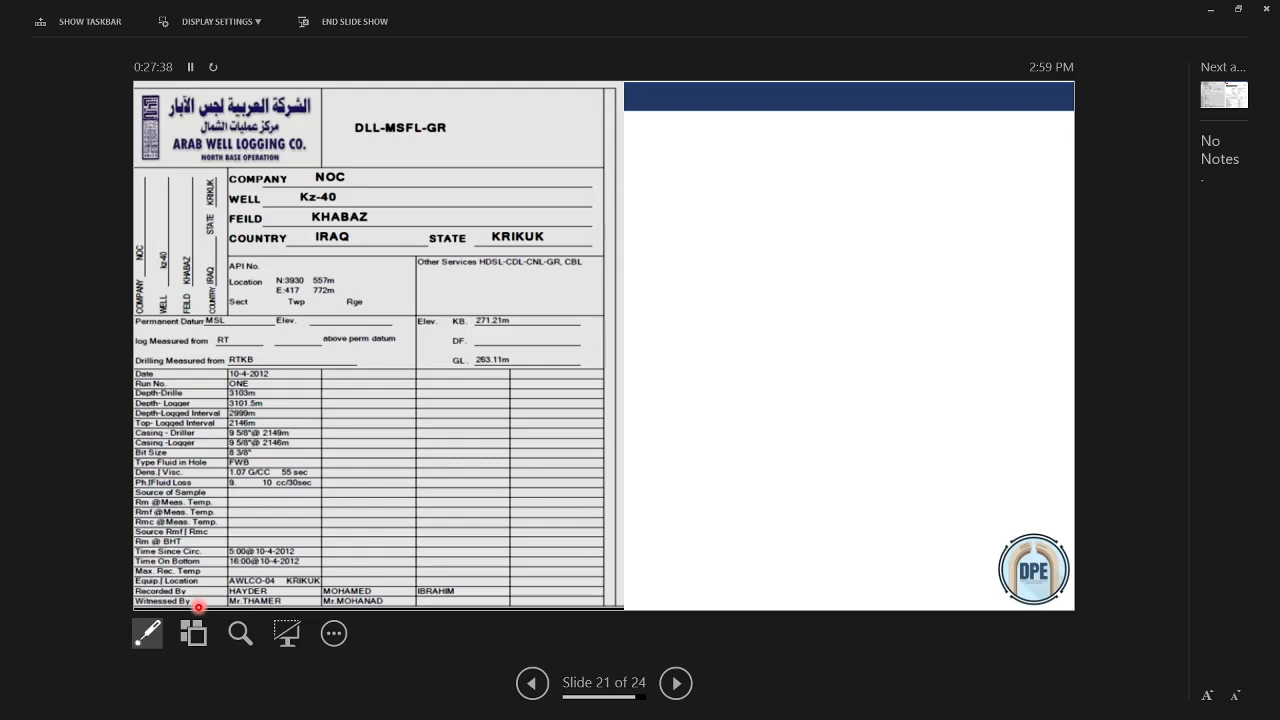 SHOW TASKBAR
DISPLAY SETTINGS ▼
END SLIDE SHOW
0:27:38
2:59 PM
Next a...
No Notes
.
الشركة العربية لجس الآبار
مركز عمليات الشمال
ARAB WELL LOGGING CO.
NORTH BASE OPERATION
DLL-MSFL-GR
COMPANY NOC
WELL Kz-40
FEILD KHABAZ
COUNTRY IRAQ STATE KRIKUK
COMPANY NOC
WELL kz-40
FEILD KHABAZ
COUNTRY IRAQ STATE KRIKUK
API No.
Location N:3930 557m
E:417 772m
Sect Twp Rge
Other Services HDSL-CDL-CNL-GR, CBL
Permanent Datum MSL Elev.
Elev. KB. 271.21m
log Measured from RT above perm datum
DF.
Drilling Measured from RTKB
GL. 263.11m
Date 10-4-2012
Run No. ONE
Depth-Drille 3103m
Depth- Logger 3101.5m
Depth-Logged Interval 2999m
Top- Logged Interval 2146m
Casing - Driller 9 5/8"@ 2149m
Casing -Logger 9 5/8"@ 2146m
Bit Size 8 3/8"
Type Fluid in Hole FWB
Dens.[ Visc. 1.07 G/CC 55 sec
Ph.[Fluid Loss 9. 10 cc/30sec
Source of Sample
Rm @Meas. Temp.
Rmf @Meas. Temp.
Rmc @Meas. Temp.
Source Rmf [ Rmc
Rm @ BHT
Time Since Circ. 5:00@10-4-2012
Time On Bottom 16:00@10-4-2012
Max. Rec. Temp
Equip.[ Location AWLCO-04 KRIKUK
Recorded By HAYDER MOHAMED IBRAHIM
Witnessed By Mr.THAMER Mr.MOHANAD
DPE
Slide 21 of 24
A A